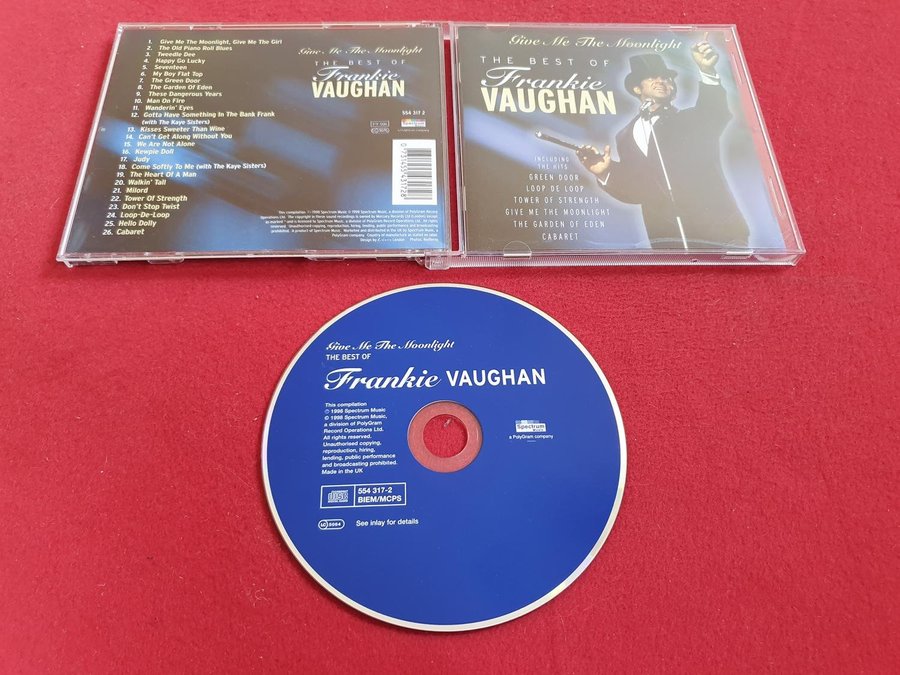 1. Give Me The Moonlight, Give Me The Girl
2. The Old Piano Roll Blues
3. Tweedle Dee
4. Happy Go Lucky
5. Seventeen
6. My Boy Flat Top
7. The Green Door
8. The Garden Of Eden
9. These Dangerous Years
10. Man On Fire
11. Wanderin' Eyes
12. Gotta Have Something In The Bank Frank
(with The Kaye Sisters)
13. Kisses Sweeter Than Wine
14. Can't Get Along Without You
15. We Are Not Alone
16. Kewpie Doll
17. Judy
18. Come Softly To Me (with The Kaye Sisters)
19. The Heart Of A Man
20. Walkin' Tall
21. Milord
22. Tower Of Strength
23. Don't Stop Twist
24. Loop-De-Loop
25. Hello Dolly
26. Cabaret
Give Me The Moonlight
THE BEST OF
Frankie
VAUGHAN
554 317 2
Give Me The Moonlight
THE BEST OF
Frankie
VAUGHAN
INCLUDING
THE HITS
GREEN DOOR
LOOP DE LOOP
TOWER OF STRENGTH
GIVE ME THE MOONLIGHT
THE GARDEN OF EDEN
CABARET
Give Me The Moonlight
THE BEST OF
Frankie VAUGHAN
This compilation
℗ 1996 Spectrum Music
© 1998 Spectrum Music,
a division of PolyGram
Record Operations Ltd.
All rights reserved.
Unauthorised copying,
reproduction, hiring,
lending, public performance
and broadcasting prohibited.
Made in the UK
Spectrum
a PolyGram company
554 317-2
BIEM/MCPS
LC 5064
See inlay for details